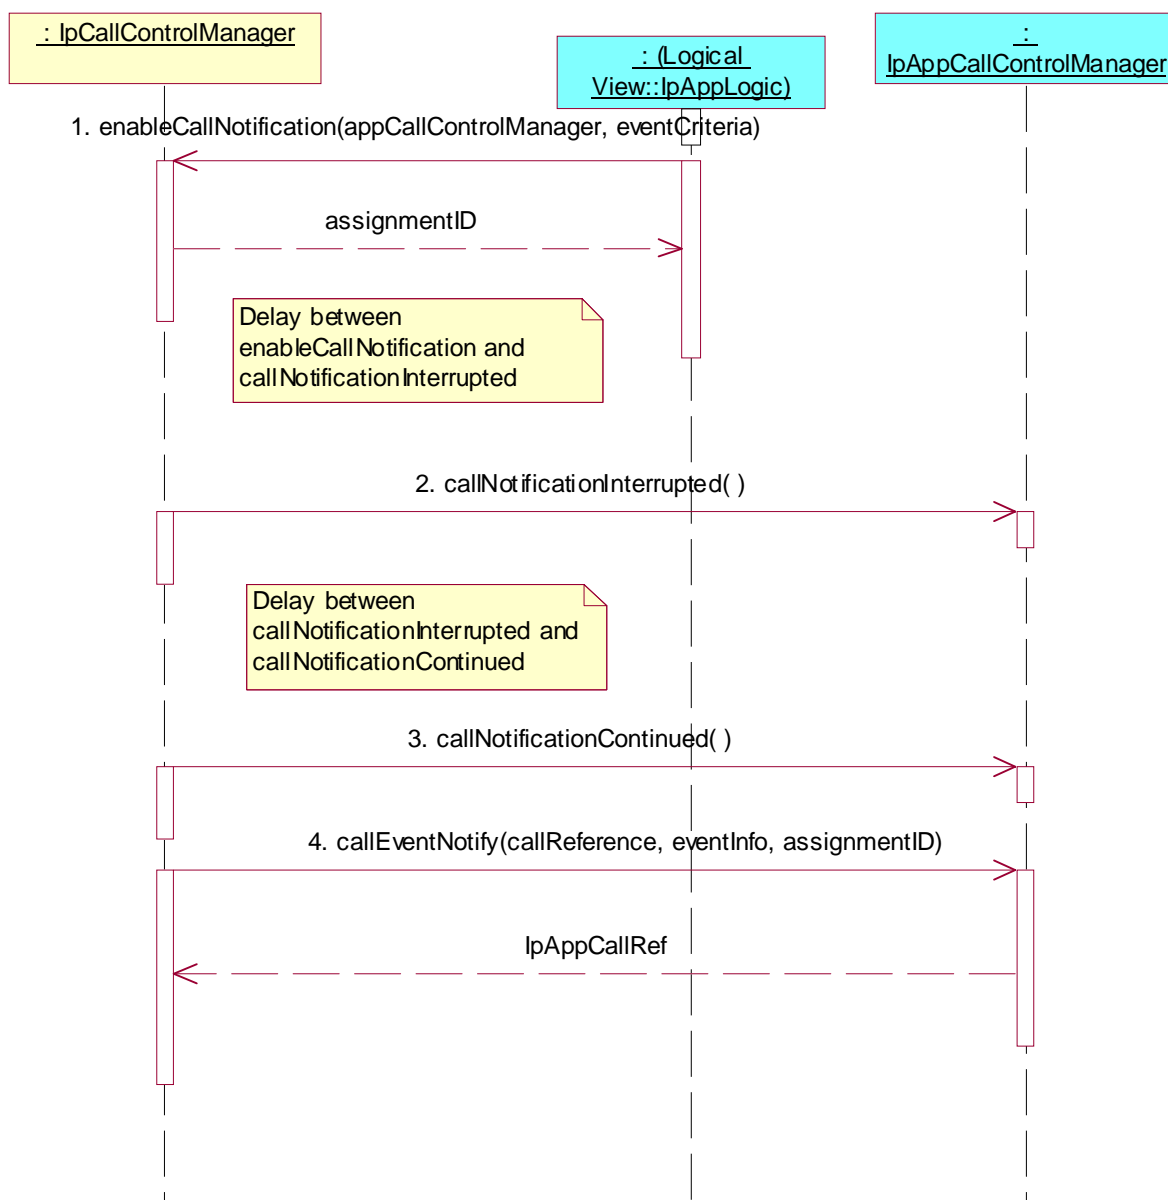 : IpCallControlManager
: (Logical
View::IpAppLogic)
:
IpAppCallControlManager
1. enableCallNotification(appCallControlManager, eventCriteria)
assignmentID
Delay between
enableCallNotification and
callNotificationInterrupted
2. callNotificationInterrupted( )
Delay between
callNotificationInterrupted and
callNotificationContinued
3. callNotificationContinued( )
4. callEventNotify(callReference, eventInfo, assignmentID)
IpAppCallRef